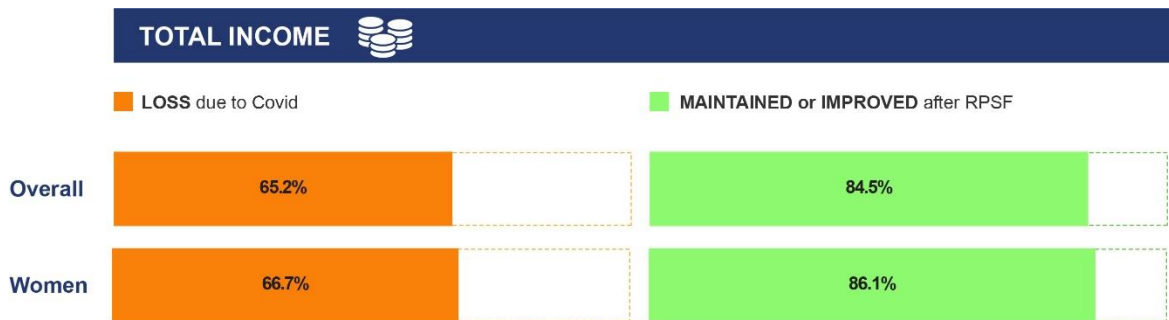 TOTAL INCOME
LOSS due to Covid
MAINTAINED or IMPROVED after RPSF
Overall
65.2%
84.5%
Women
66.7%
86.1%